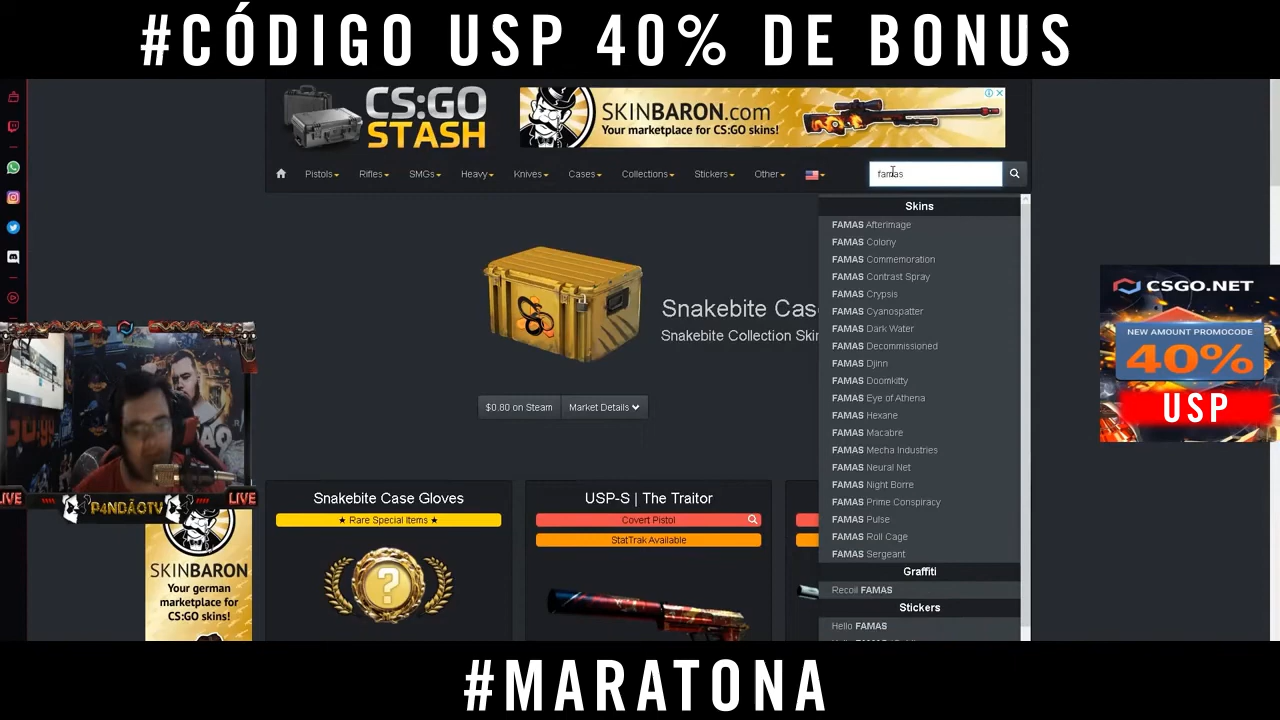 #CÓDIGO USP 40% DE BONUS
CS:GO
STASH
SKINBARON.com
Your marketplace for CS:GO skins!
Pistols
Rifles
SMGs
Heavy
Knives
Cases
Collections
Stickers
Other
famas
Skins
FAMAS Afterimage
FAMAS Colony
FAMAS Commemoration
FAMAS Contrast Spray
FAMAS Crypsis
FAMAS Cyanospatter
FAMAS Dark Water
FAMAS Decommissioned
FAMAS Djinn
FAMAS Doomkitty
FAMAS Eye of Athena
FAMAS Hexane
FAMAS Macabre
FAMAS Mecha Industries
FAMAS Neural Net
FAMAS Night Borre
FAMAS Prime Conspiracy
FAMAS Pulse
FAMAS Roll Cage
FAMAS Sergeant
Graffiti
Recoil FAMAS
Stickers
Hello FAMAS
Snakebite Cas
Snakebite Collection Skin
$0.80 on Steam
Market Details
CSGO.NET
NEW AMOUNT PROMOCODE
40%
USP
LIVE
P4NDÃOTV
LIVE
SKINBARON
Your german
marketplace for
CS:GO skins!
Snakebite Case Gloves
★ Rare Special Items ★
?
USP-S | The Traitor
Covert Pistol
StatTrak Available
#MARATONA